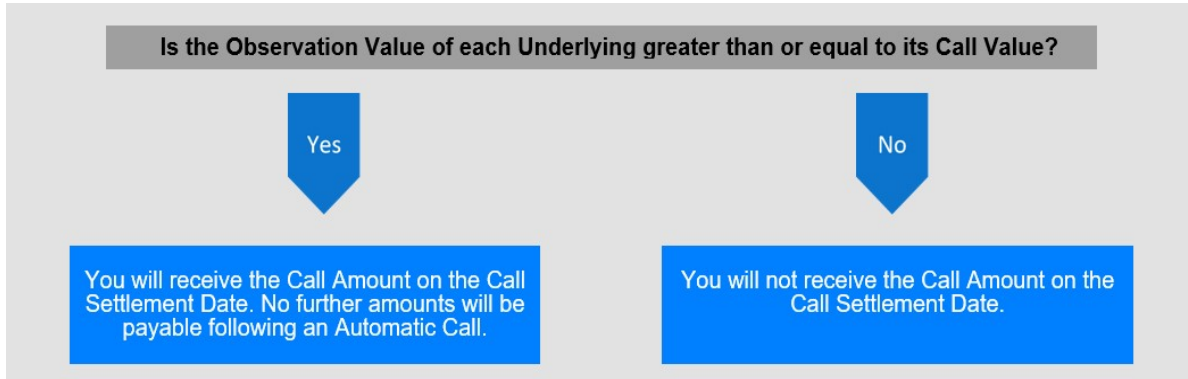 Is the Observation Value of each Underlying greater than or equal to its Call Value?
Yes
No
You will receive the Call Amount on the Call
Settlement Date. No further amounts will be
payable following an Automatic Call.
You will not receive the Call Amount on the
Call Settlement Date.